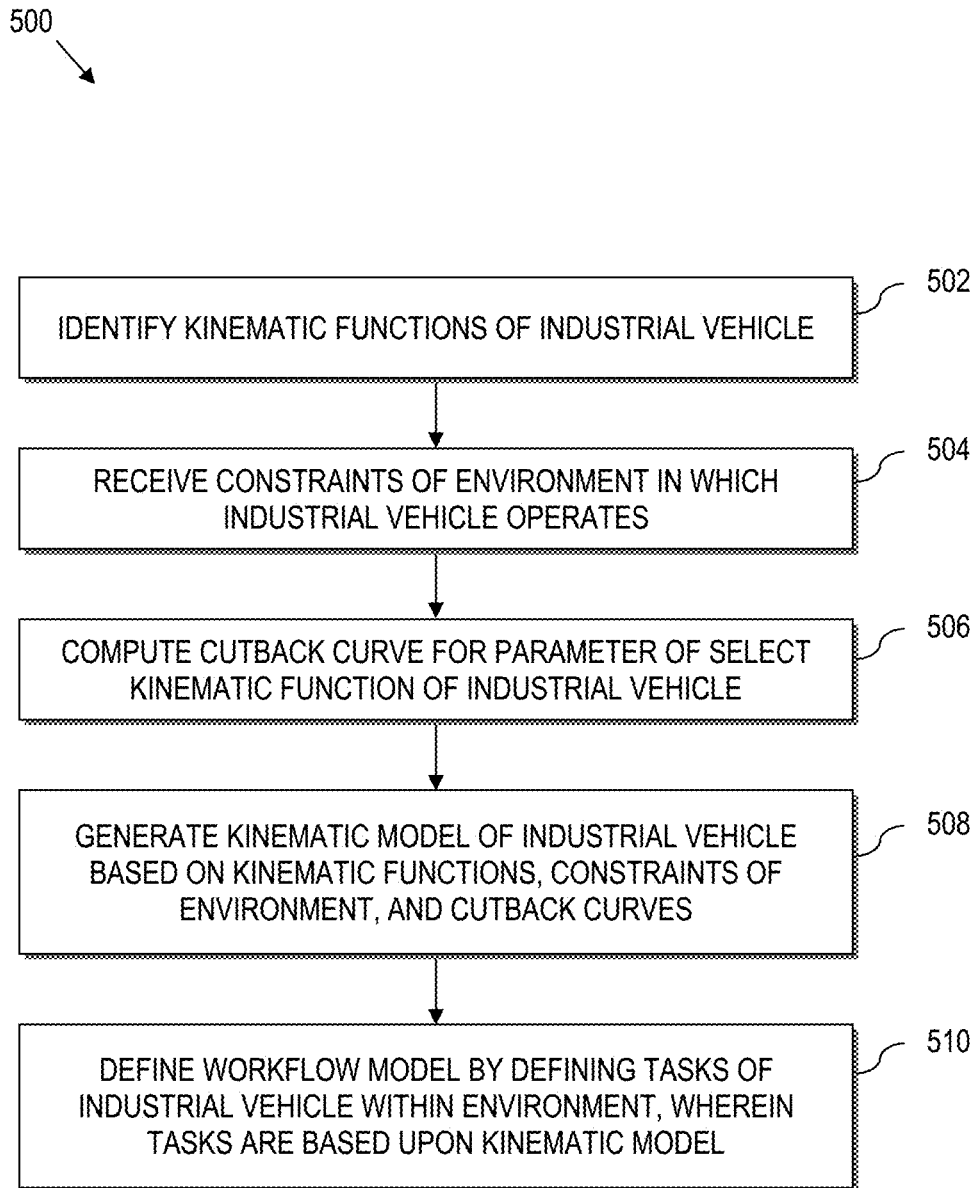 500
502
IDENTIFY KINEMATIC FUNCTIONS OF INDUSTRIAL VEHICLE
504
RECEIVE CONSTRAINTS OF ENVIRONMENT IN WHICH
INDUSTRIAL VEHICLE OPERATES
506
COMPUTE CUTBACK CURVE FOR PARAMETER OF SELECT
KINEMATIC FUNCTION OF INDUSTRIAL VEHICLE
508
GENERATE KINEMATIC MODEL OF INDUSTRIAL VEHICLE
BASED ON KINEMATIC FUNCTIONS, CONSTRAINTS OF
ENVIRONMENT, AND CUTBACK CURVES
510
DEFINE WORKFLOW MODEL BY DEFINING TASKS OF
INDUSTRIAL VEHICLE WITHIN ENVIRONMENT, WHEREIN
TASKS ARE BASED UPON KINEMATIC MODEL